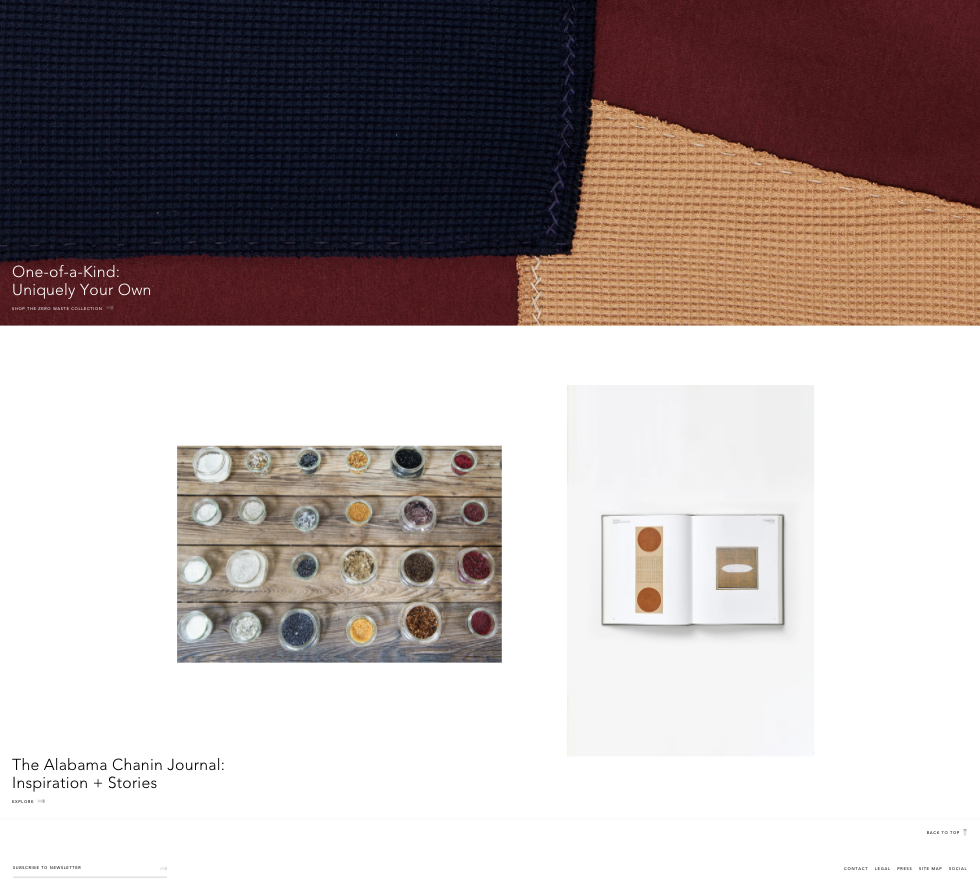 One-of-a-Kind:
Uniquely Your Own
SHOP THE ZERO WASTE COLLECTION
The Alabama Chanin Journal:
Inspiration + Stories
EXPLORE
BACK TO TOP
SUBSCRIBE TO NEWSLETTER
CONTACT LEGAL PRESS SITE MAP SOCIAL